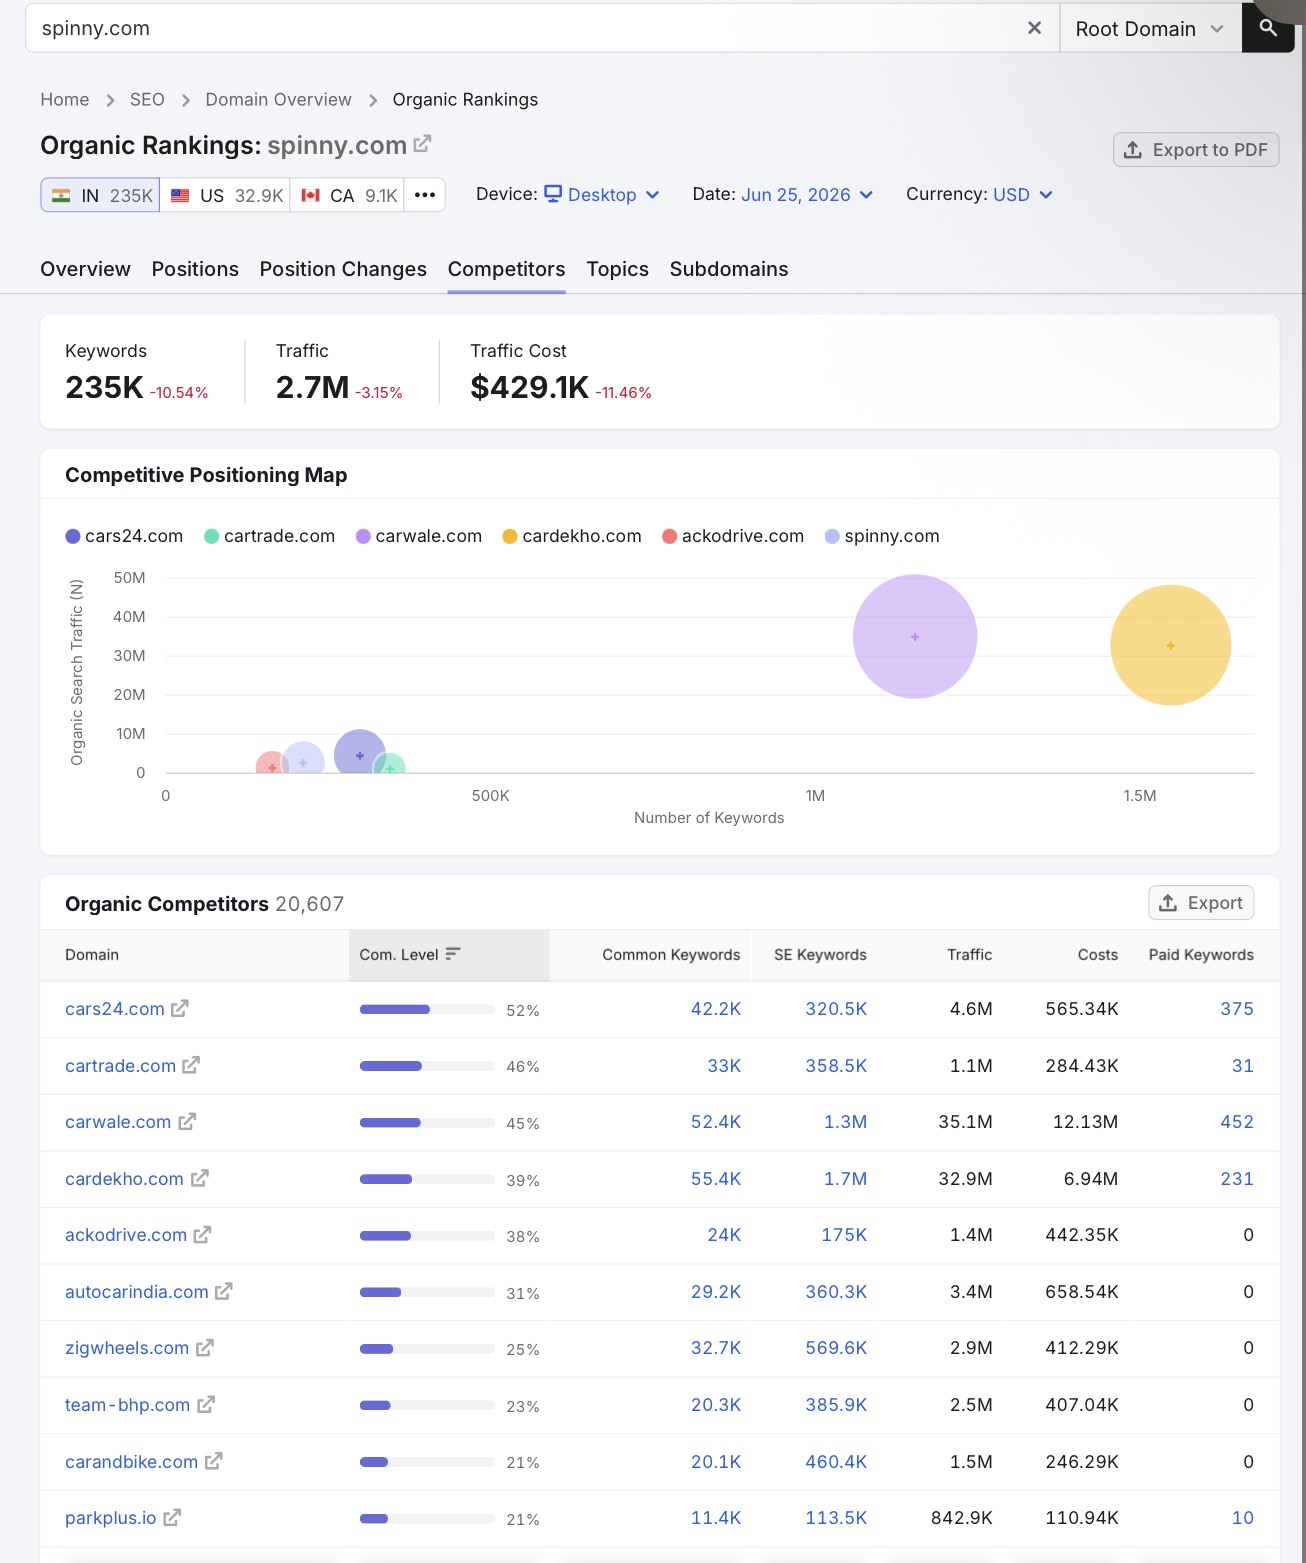 spinny.com
Root Domain
Home > SEO > Domain Overview > Organic Rankings
Organic Rankings: spinny.com
Export to PDF
IN 235K US 32.9K CA 9.1K ••• Device: Desktop Date: Jun 25, 2026 Currency: USD
Overview Positions Position Changes Competitors Topics Subdomains
Keywords Traffic Traffic Cost
235K -10.54% 2.7M -3.15% $429.1K -11.46%
Competitive Positioning Map
cars24.com cartrade.com carwale.com cardekho.com ackodrive.com spinny.com
Organic Search Traffic (N)
50M
40M
30M
20M
10M
0
0 500K 1M 1.5M
Number of Keywords
Organic Competitors 20,607
Export
Domain Com. Level Common Keywords SE Keywords Traffic Costs Paid Keywords
cars24.com 52% 42.2K 320.5K 4.6M 565.34K 375
cartrade.com 46% 33K 358.5K 1.1M 284.43K 31
carwale.com 45% 52.4K 1.3M 35.1M 12.13M 452
cardekho.com 39% 55.4K 1.7M 32.9M 6.94M 231
ackodrive.com 38% 24K 175K 1.4M 442.35K 0
autocarindia.com 31% 29.2K 360.3K 3.4M 658.54K 0
zigwheels.com 25% 32.7K 569.6K 2.9M 412.29K 0
team-bhp.com 23% 20.3K 385.9K 2.5M 407.04K 0
carandbike.com 21% 20.1K 460.4K 1.5M 246.29K 0
parkplus.io 21% 11.4K 113.5K 842.9K 110.94K 10